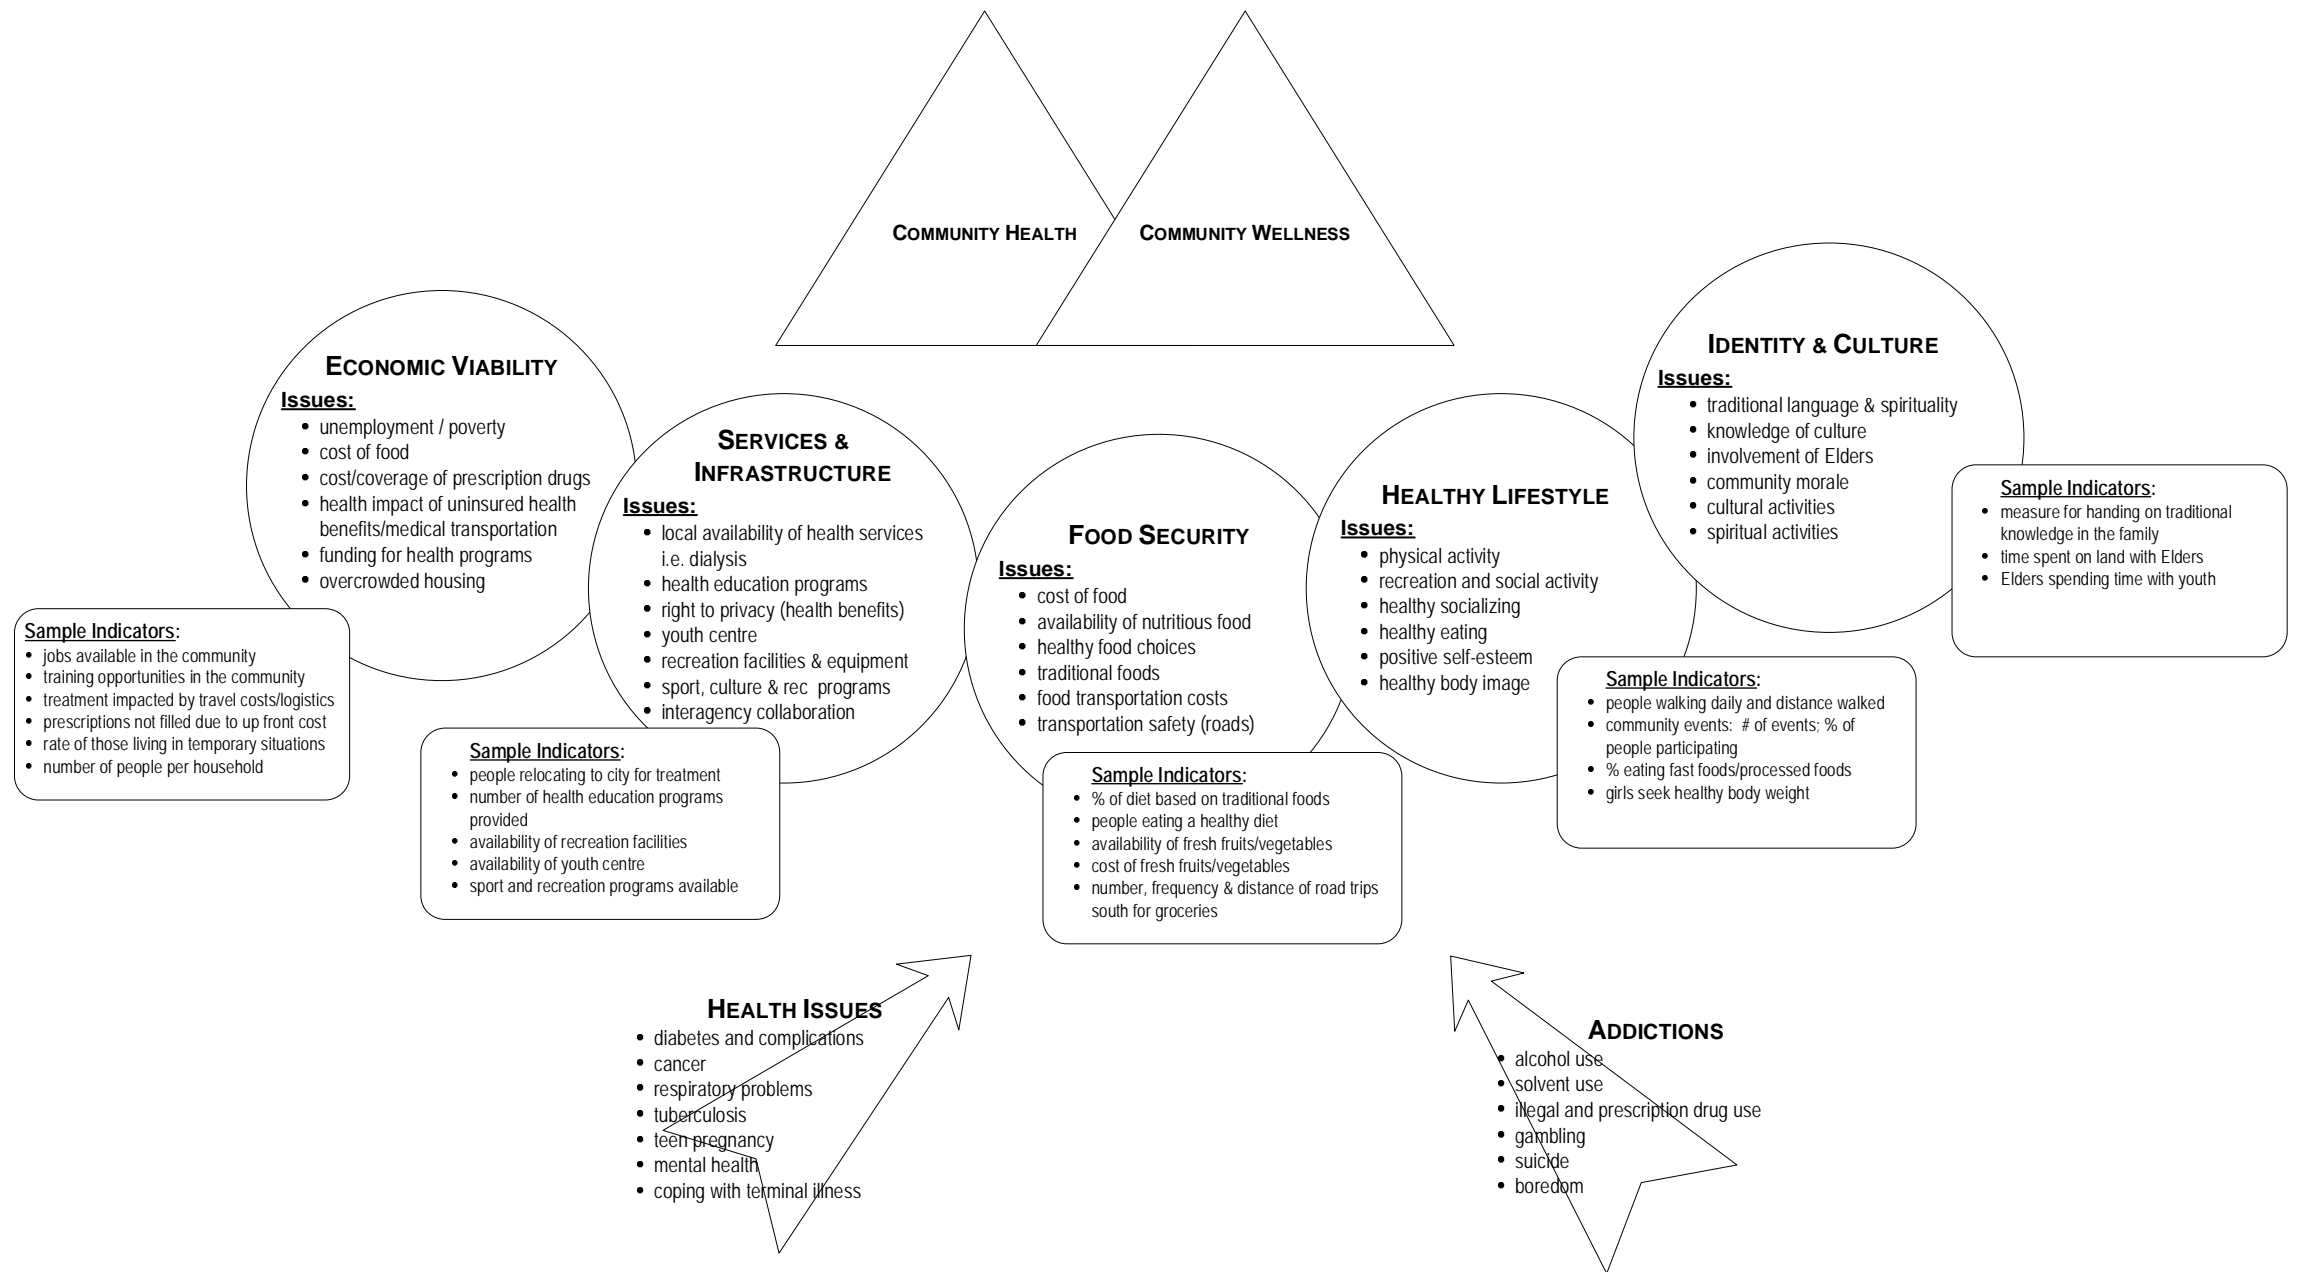 COMMUNITY HEALTH
COMMUNITY WELLNESS
ECONOMIC VIABILITY
Issues:
• unemployment / poverty
• cost of food
• cost/coverage of prescription drugs
• health impact of uninsured health
benefits/medical transportation
• funding for health programs
• overcrowded housing
Sample Indicators:
• jobs available in the community
• training opportunities in the community
• treatment impacted by travel costs/logistics
• prescriptions not filled due to up front cost
• rate of those living in temporary situations
• number of people per household
SERVICES &
INFRASTRUCTURE
Issues:
• local availability of health services
i.e. dialysis
• health education programs
• right to privacy (health benefits)
• youth centre
• recreation facilities & equipment
• sport, culture & rec programs
• interagency collaboration
Sample Indicators:
• people relocating to city for treatment
• number of health education programs
provided
• availability of recreation facilities
• availability of youth centre
• sport and recreation programs available
FOOD SECURITY
Issues:
• cost of food
• availability of nutritious food
• healthy food choices
• traditional foods
• food transportation costs
• transportation safety (roads)
Sample Indicators:
• % of diet based on traditional foods
• people eating a healthy diet
• availability of fresh fruits/vegetables
• cost of fresh fruits/vegetables
• number, frequency & distance of road trips
south for groceries
HEALTHY LIFESTYLE
Issues:
• physical activity
• recreation and social activity
• healthy socializing
• healthy eating
• positive self-esteem
• healthy body image
Sample Indicators:
• people walking daily and distance walked
• community events: # of events; % of
people participating
• % eating fast foods/processed foods
• girls seek healthy body weight
IDENTITY & CULTURE
Issues:
• traditional language & spirituality
• knowledge of culture
• involvement of Elders
• community morale
• cultural activities
• spiritual activities
Sample Indicators:
• measure for handing on traditional
knowledge in the family
• time spent on land with Elders
• Elders spending time with youth
HEALTH ISSUES
• diabetes and complications
• cancer
• respiratory problems
• tuberculosis
• teen pregnancy
• mental health
• coping with terminal illness
ADDICTIONS
• alcohol use
• solvent use
• illegal and prescription drug use
• gambling
• suicide
• boredom